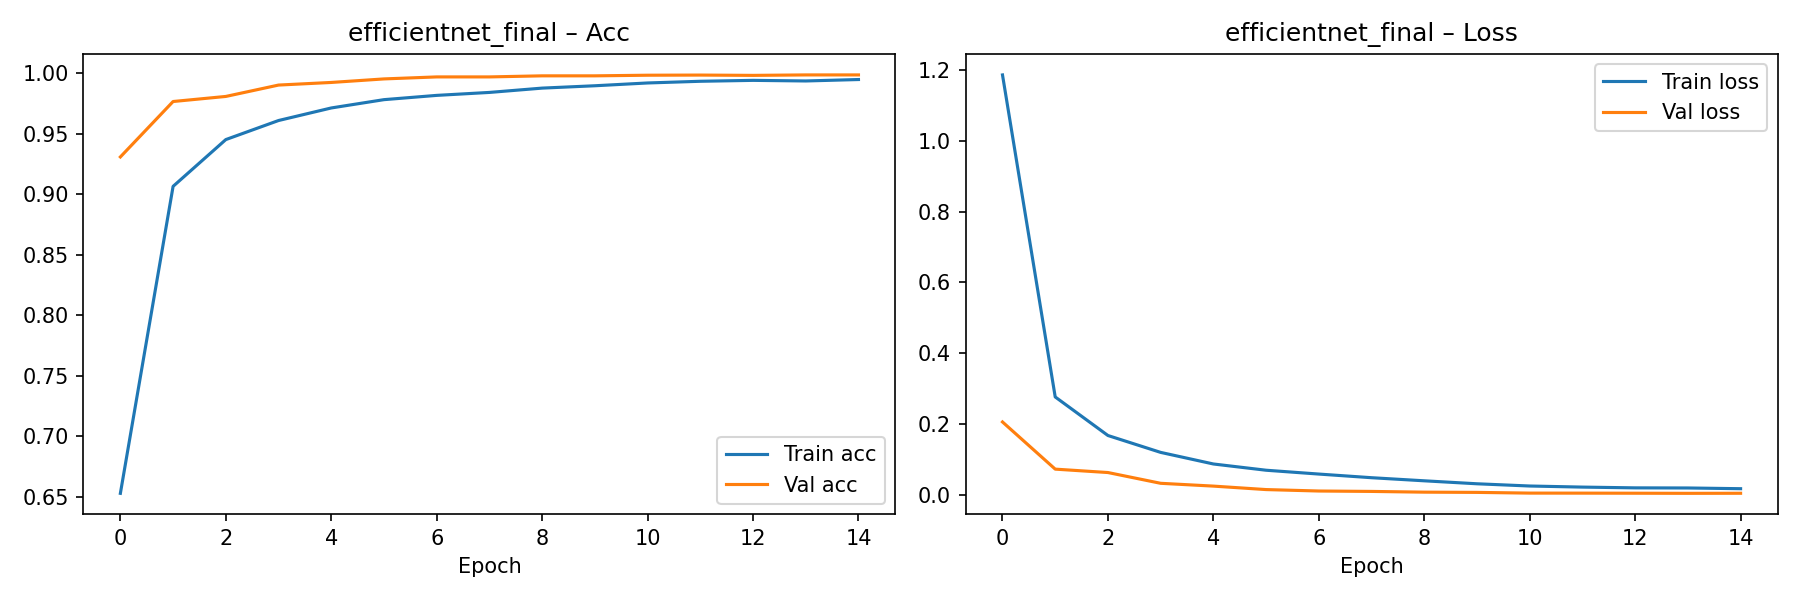 efficientnet_final – Acc
1.00
0.95
0.90
0.85
0.80
0.75
0.70
0.65
Train acc
Val acc
0 2 4 6 8 10 12 14
Epoch
efficientnet_final – Loss
1.2
1.0
0.8
0.6
0.4
0.2
0.0
Train loss
Val loss
0 2 4 6 8 10 12 14
Epoch